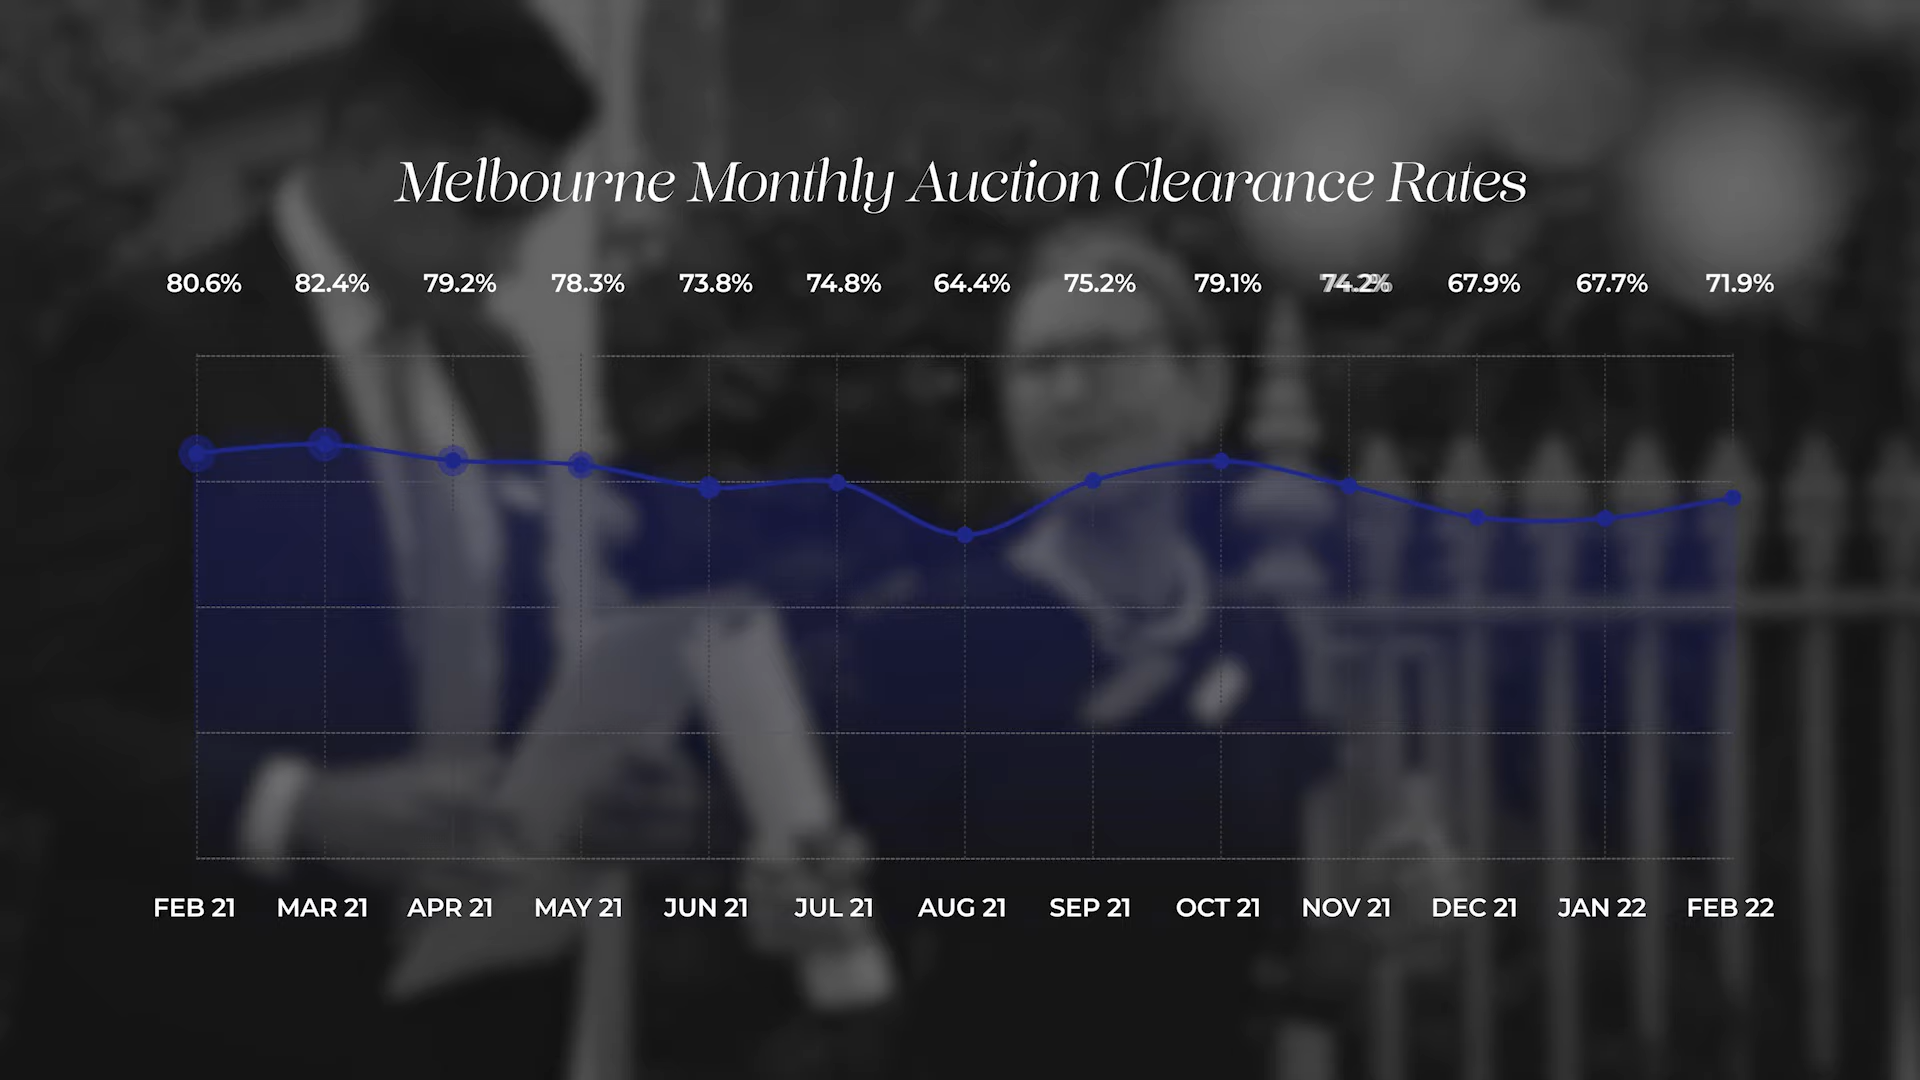 Melbourne Monthly Auction Clearance Rates
80.6% 82.4% 79.2% 78.3% 73.8% 74.8% 64.4% 75.2% 79.1% 74.2% 67.9% 67.7% 71.9%
FEB 21 MAR 21 APR 21 MAY 21 JUN 21 JUL 21 AUG 21 SEP 21 OCT 21 NOV 21 DEC 21 JAN 22 FEB 22